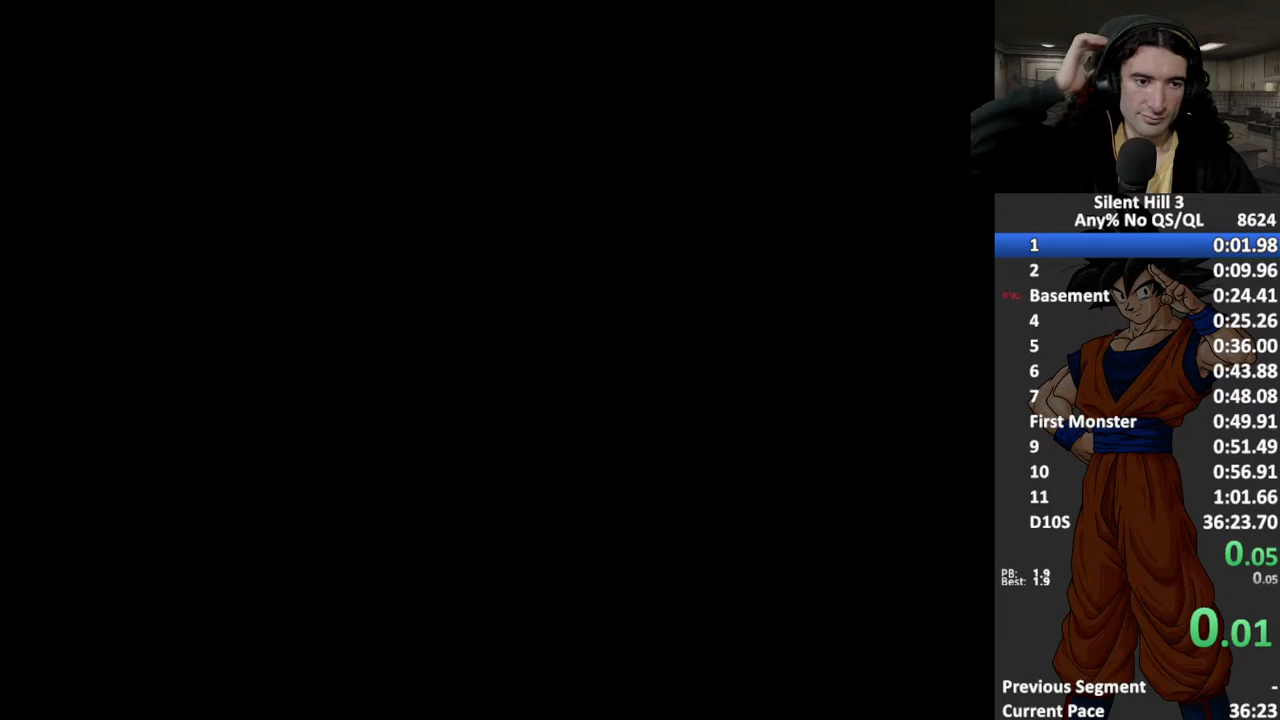 Silent Hill 3
Any% No QS/QL 8624
1 0:01.98
2 0:09.96
Basement 0:24.41
4 0:25.26
5 0:36.00
6 0:43.88
7 0:48.08
First Monster 0:49.91
9 0:51.49
10 0:56.91
11 1:01.66
D10S 36:23.70
0.05
PB: 1.9 0.05
Best: 1.9
0.01
Previous Segment -
Current Pace 36:23